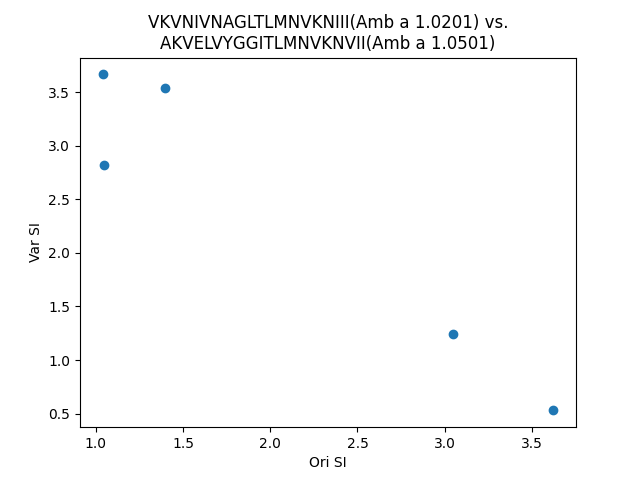 VKVNIVNAGLTLMNVKNIII(Amb a 1.0201) vs.
AKVELVYGGITLMNVKNVII(Amb a 1.0501)
3.5
3.0
2.5
2.0
1.5
1.0
0.5
Var SI
1.0 1.5 2.0 2.5 3.0 3.5
Ori SI